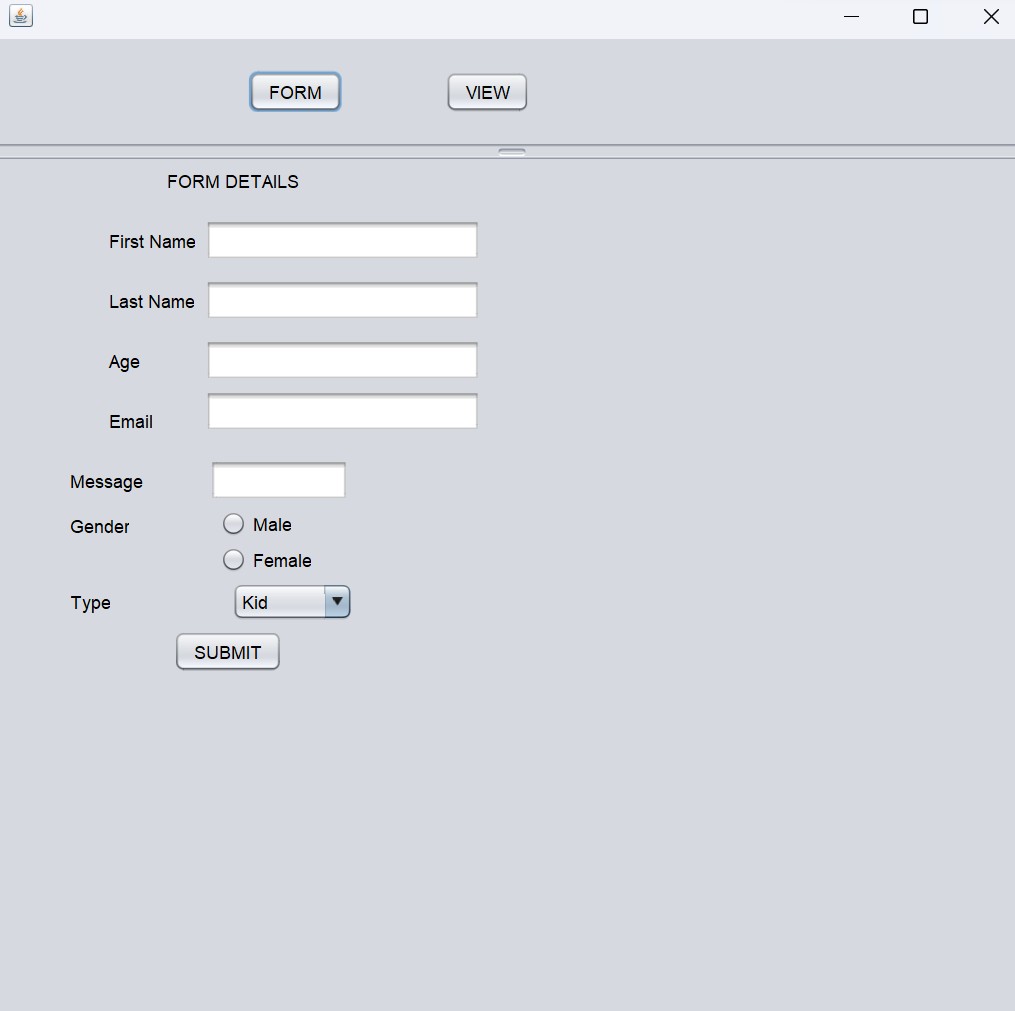 FORM VIEW
FORM DETAILS
First Name
Last Name
Age
Email
Message
Gender Male
Female
Type Kid
SUBMIT